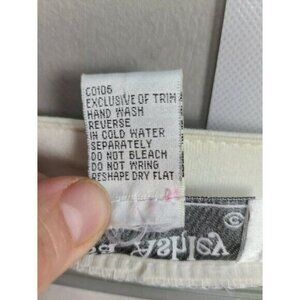 C0106
EXCLUSIVE OF TRIM
HAND WASH
REVERSE
IN COLD WATER
SEPARATELY
DO NOT BLEACH
DO NOT WRING
RESHAPE DRY FLAT
Ashley